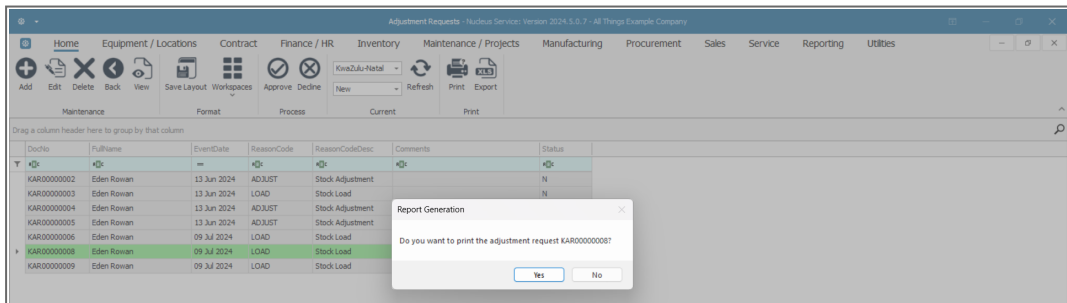 Adjustment Requests - Nucleus Service: Version 2024.5.0.7 - All Things Example Company
Home Equipment / Locations Contract Finance / HR Inventory Maintenance / Projects Manufacturing Procurement Sales Service Reporting Utilities
KwaZulu-Natal
XLS
Add Edit Delete Back View Save Layout Workspaces Approve Decline New Refresh Print Export
Maintenance Format Process Current Print
Drag a column header here to group by that column
DocNo FullName EventDate ReasonCode ReasonCodeDesc Comments Status
KAR00000002 Eden Rowan 13 Jun 2024 ADJUST Stock Adjustment N
KAR00000003 Eden Rowan 13 Jun 2024 LOAD Stock Load N
KAR00000004 Eden Rowan 13 Jun 2024 ADJUST Stock Adjustment
KAR00000005 Eden Rowan 13 Jun 2024 ADJUST Stock Adjustment
KAR00000006 Eden Rowan 09 Jul 2024 LOAD Stock Load
KAR00000008 Eden Rowan 09 Jul 2024 LOAD Stock Load
KAR00000009 Eden Rowan 09 Jul 2024 LOAD Stock Load
Report Generation
Do you want to print the adjustment request KAR00000008?
Yes No